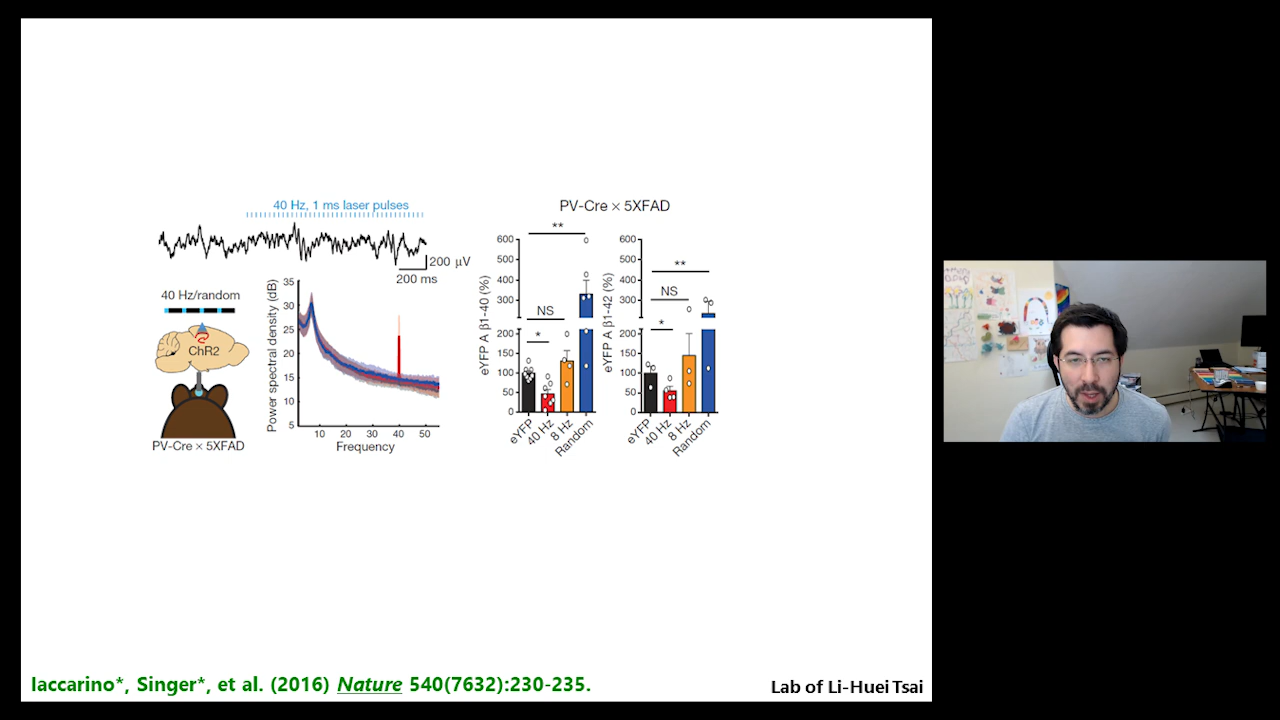 40 Hz, 1 ms laser pulses
200 μV
200 ms
40 Hz/random
ChR2
PV-Cre × 5XFAD
Power spectral density (dB)
35
30
25
20
15
10
5
10 20 30 40 50
Frequency
PV-Cre × 5XFAD
eYFP A β1-40 (%)
600
500
400
300
200
150
100
50
0
**
NS
*
eYFP
40 Hz
8 Hz
Random
eYFP A β1-42 (%)
600
500
400
300
200
150
100
50
0
**
NS
*
eYFP
40 Hz
8 Hz
Random
Iaccarino*, Singer*, et al. (2016) Nature 540(7632):230-235.
Lab of Li-Huei Tsai